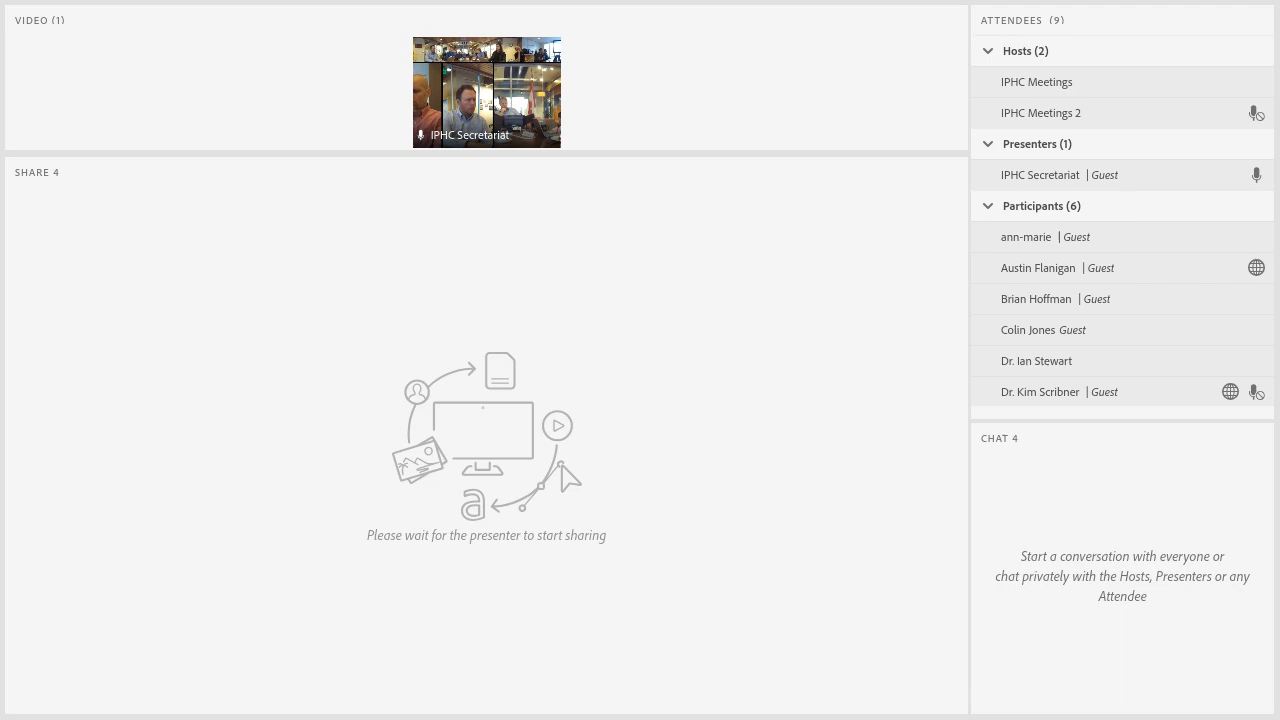 VIDEO (1)
IPHC Secretariat
SHARE 4
a
Please wait for the presenter to start sharing
ATTENDEES (9)
Hosts (2)
IPHC Meetings
IPHC Meetings 2
Presenters (1)
IPHC Secretariat | Guest
Participants (6)
ann-marie | Guest
Austin Flanigan | Guest
Brian Hoffman | Guest
Colin Jones Guest
Dr. Ian Stewart
Dr. Kim Scribner | Guest
CHAT 4
Start a conversation with everyone or
chat privately with the Hosts, Presenters or any
Attendee